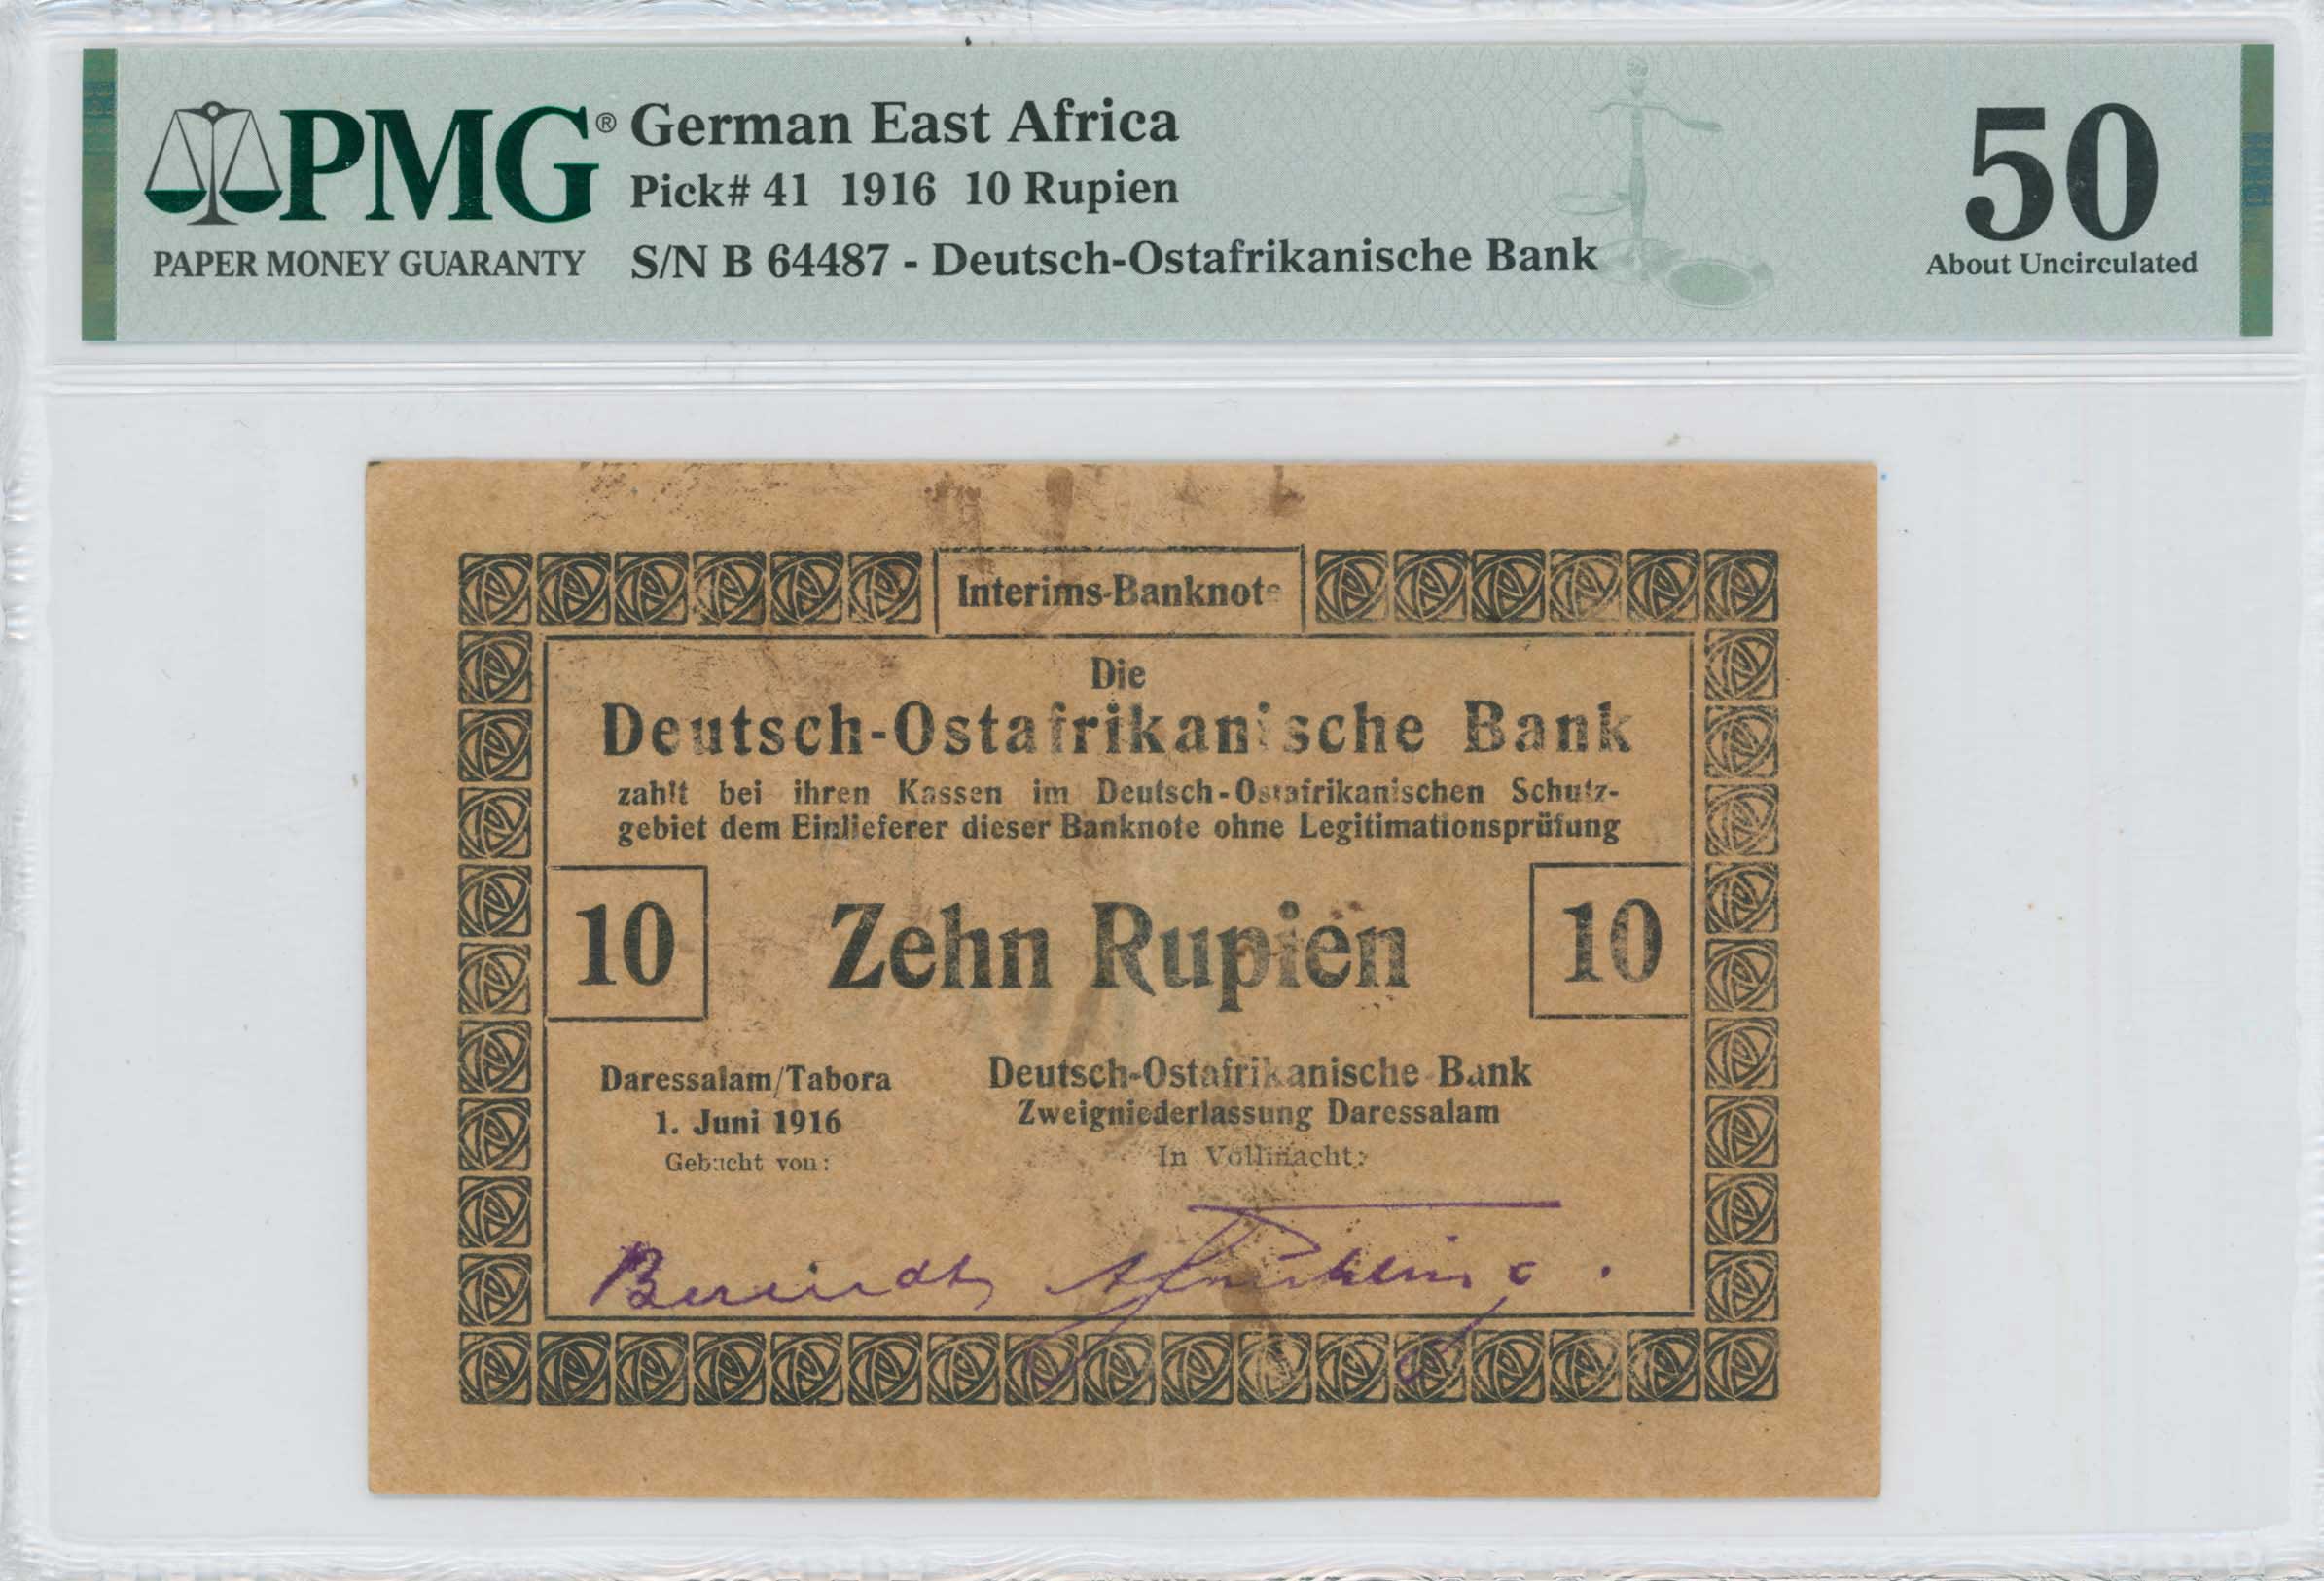 PMG®
PAPER MONEY GUARANTY
German East Africa
Pick# 41 1916 10 Rupien
S/N B 64487 - Deutsch-Ostafrikanische Bank
50
About Uncirculated
Interims-Banknote
Die
Deutsch-Ostafrikanische Bank
zahlt bei ihren Kassen im Deutsch-Ostafrikanischen Schutz-
gebiet dem Einlieferer dieser Banknote ohne Legitimationsprüfung
10 Zehn Rupien 10
Daressalam/Tabora
1. Juni 1916
Gebucht von:
Deutsch-Ostafrikanische Bank
Zweigniederlassung Daressalam
In Vollmacht: